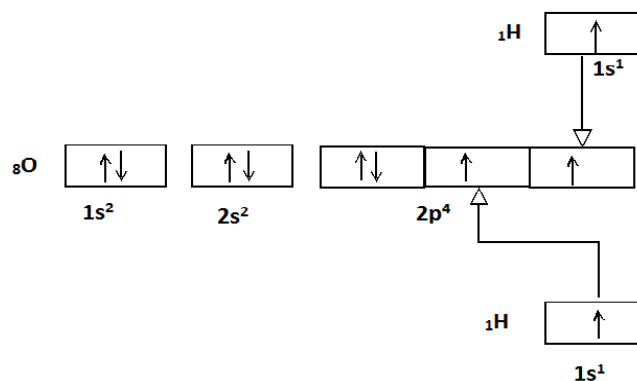 ₁H
1s¹
₈O
1s² 2s² 2p⁴
₁H
1s¹